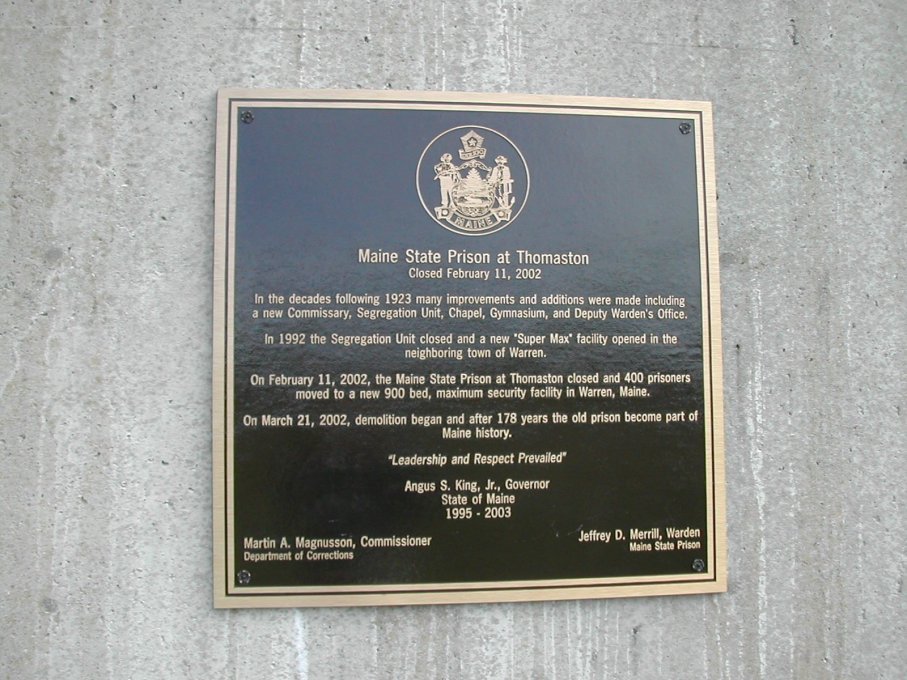 MAINE
Maine State Prison at Thomaston
Closed February 11, 2002
In the decades following 1923 many improvements and additions were made including
a new Commissary, Segregation Unit, Chapel, Gymnasium, and Deputy Warden's Office.
In 1992 the Segregation Unit closed and a new "Super Max" facility opened in the
neighboring town of Warren.
On February 11, 2002, the Maine State Prison at Thomaston closed and 400 prisoners
moved to a new 900 bed, maximum security facility in Warren, Maine.
On March 21, 2002, demolition began and after 178 years the old prison become part of
Maine history.
"Leadership and Respect Prevailed"
Angus S. King, Jr., Governor
State of Maine
1995 - 2003
Martin A. Magnusson, Commissioner
Department of Corrections
Jeffrey D. Merrill, Warden
Maine State Prison